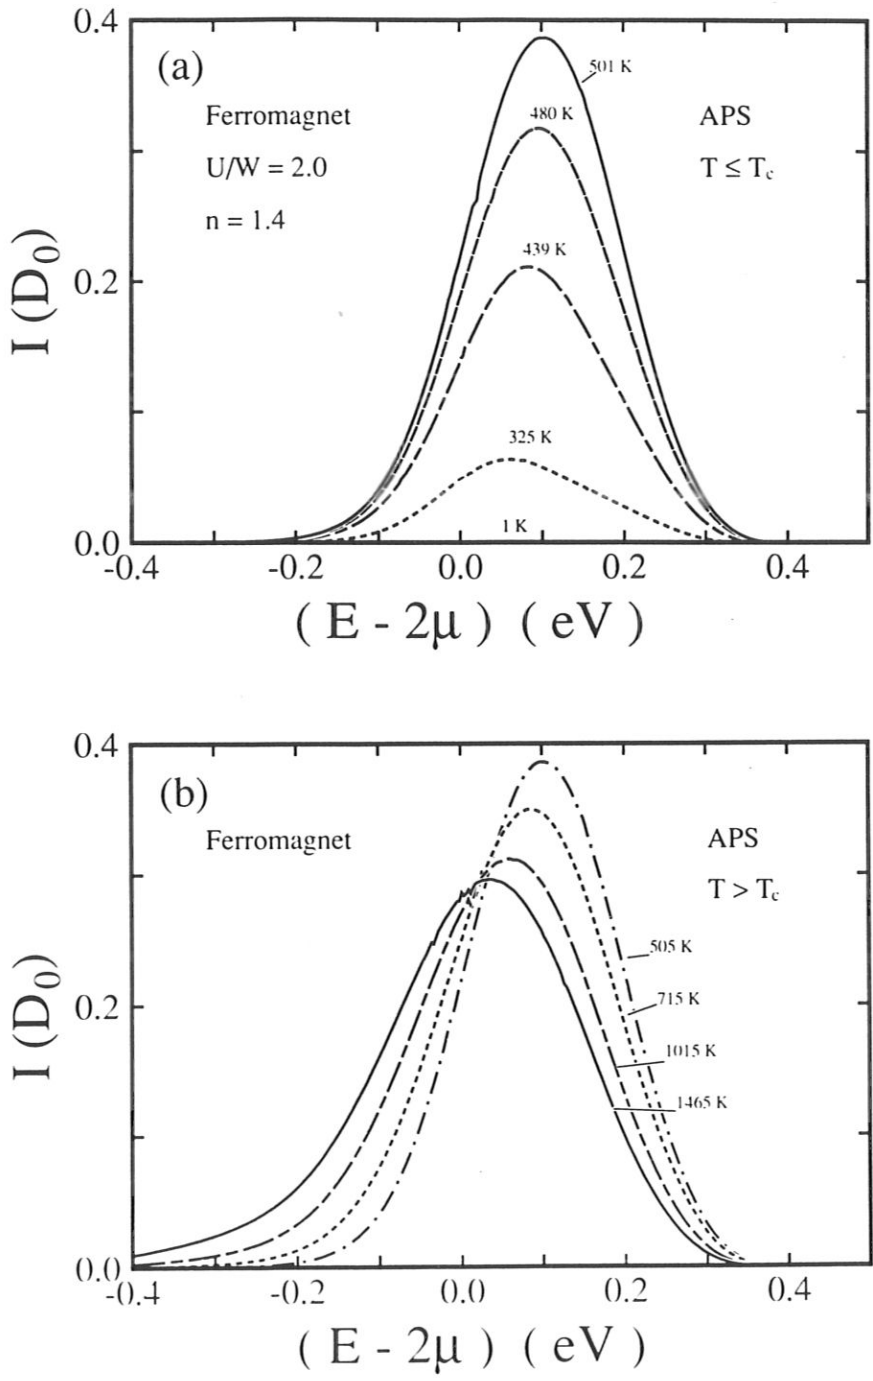 0.4
(a)
501 K
Ferromagnet
480 K
APS
U/W = 2.0
T ≤ Tc
n = 1.4
439 K
I (D0)
0.2
325 K
1 K
0.0
-0.4 -0.2 0.0 0.2 0.4
( E - 2μ ) ( eV )
0.4
(b)
Ferromagnet
APS
T > Tc
505 K
I (D0)
0.2
715 K
1015 K
1465 K
0.0
-0.4 -0.2 0.0 0.2 0.4
( E - 2μ ) ( eV )